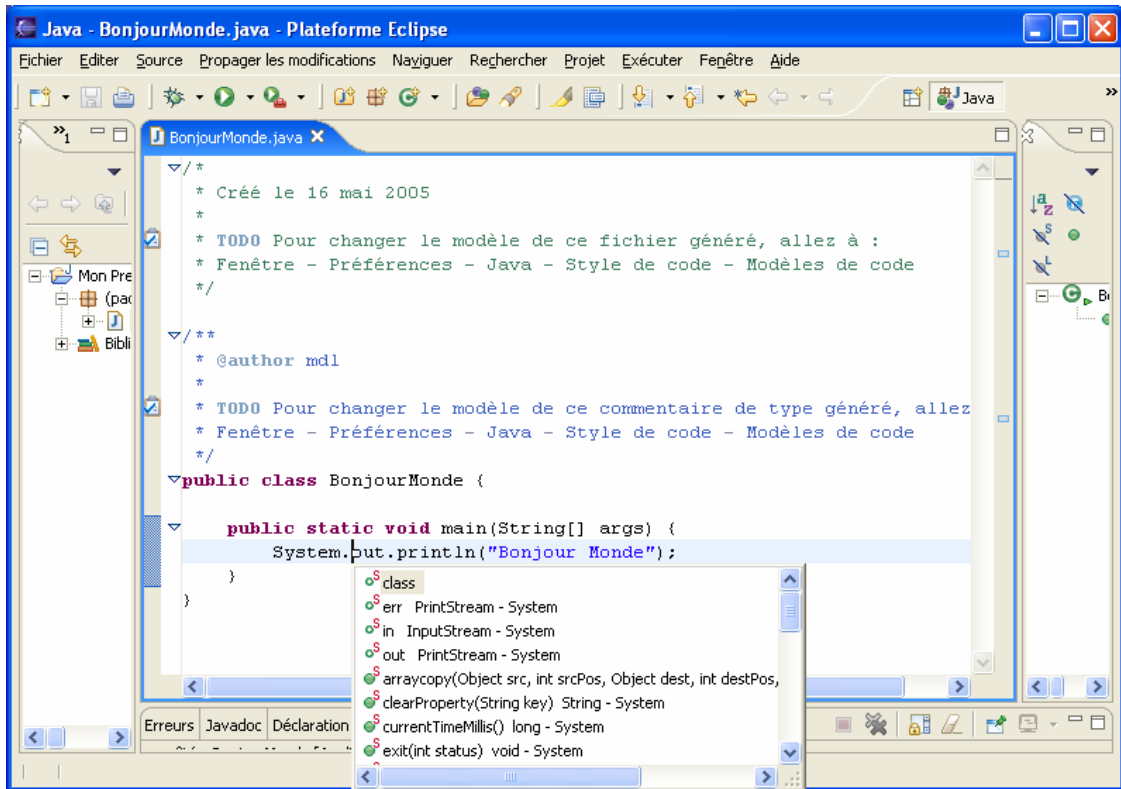 Java - BonjourMonde.java - Plateforme Eclipse
Fichier Editer Source Propager les modifications Naviguer Rechercher Projet Exécuter Fenêtre Aide
Java
»1
BonjourMonde.java
/*
* Créé le 16 mai 2005
*
* TODO Pour changer le modèle de ce fichier généré, allez à :
* Fenêtre - Préférences - Java - Style de code - Modèles de code
*/
/**
* @author mdl
*
* TODO Pour changer le modèle de ce commentaire de type généré, allez
* Fenêtre - Préférences - Java - Style de code - Modèles de code
*/
public class BonjourMonde {
public static void main(String[] args) {
System.out.println("Bonjour Monde");
}
}
Mon Pre
(pac
Bibli
class
err PrintStream - System
in InputStream - System
out PrintStream - System
arraycopy(Object src, int srcPos, Object dest, int destPos,
clearProperty(String key) String - System
currentTimeMillis() long - System
exit(int status) void - System
Erreurs Javadoc Déclaration